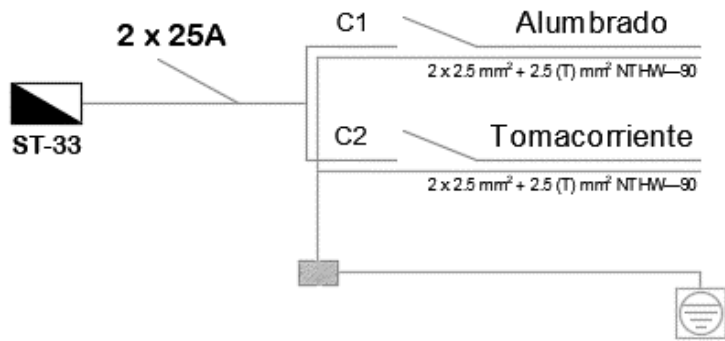 2 x 25A
C1
Alumbrado
2 x 2.5 mm² + 2.5 (T) mm² NTHW—90
ST-33
C2
Tomacorriente
2 x 2.5 mm² + 2.5 (T) mm² NTHW—90